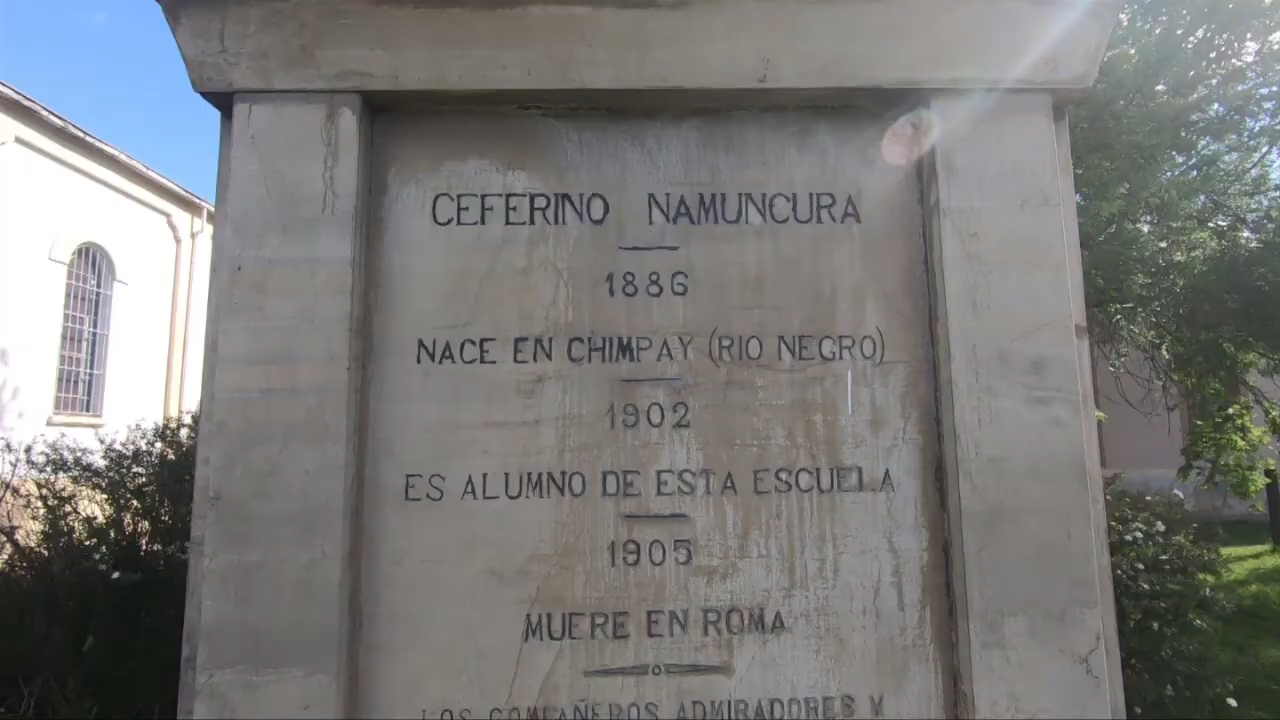 CEFERINO NAMUNCURA
1886
NACE EN CHIMPAY (RIO NEGRO)
1902
ES ALUMNO DE ESTA ESCUELA
1905
MUERE EN ROMA
LOS COMPAÑEROS ADMIRADORES Y